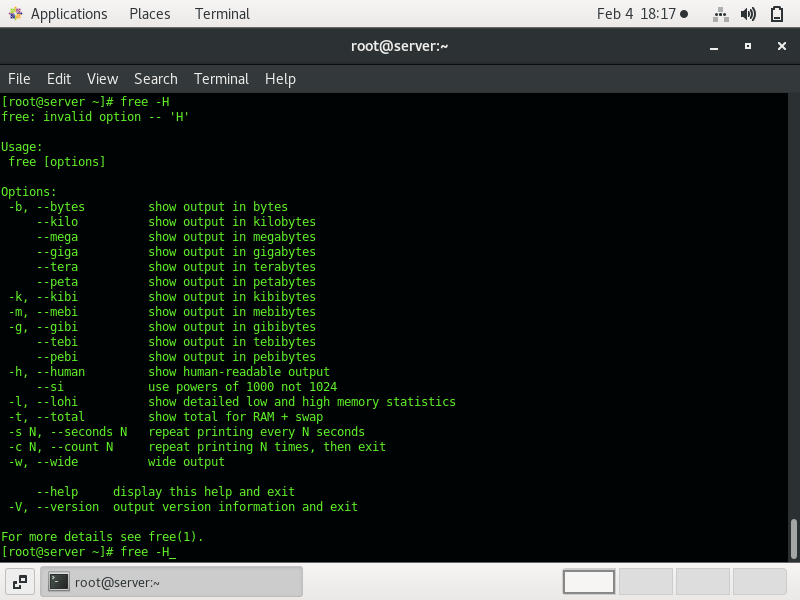 Applications Places Terminal Feb 4 18:17
root@server:~
File Edit View Search Terminal Help
[root@server ~]# free -H
free: invalid option -- 'H'
Usage:
 free [options]
Options:
 -b, --bytes         show output in bytes
     --kilo          show output in kilobytes
     --mega          show output in megabytes
     --giga          show output in gigabytes
     --tera          show output in terabytes
     --peta          show output in petabytes
 -k, --kibi          show output in kibibytes
 -m, --mebi          show output in mebibytes
 -g, --gibi          show output in gibibytes
     --tebi          show output in tebibytes
     --pebi          show output in pebibytes
 -h, --human         show human-readable output
     --si            use powers of 1000 not 1024
 -l, --lohi          show detailed low and high memory statistics
 -t, --total         show total for RAM + swap
 -s N, --seconds N   repeat printing every N seconds
 -c N, --count N     repeat printing N times, then exit
 -w, --wide          wide output
     --help     display this help and exit
 -V, --version  output version information and exit
For more details see free(1).
[root@server ~]# free -H_
root@server:~